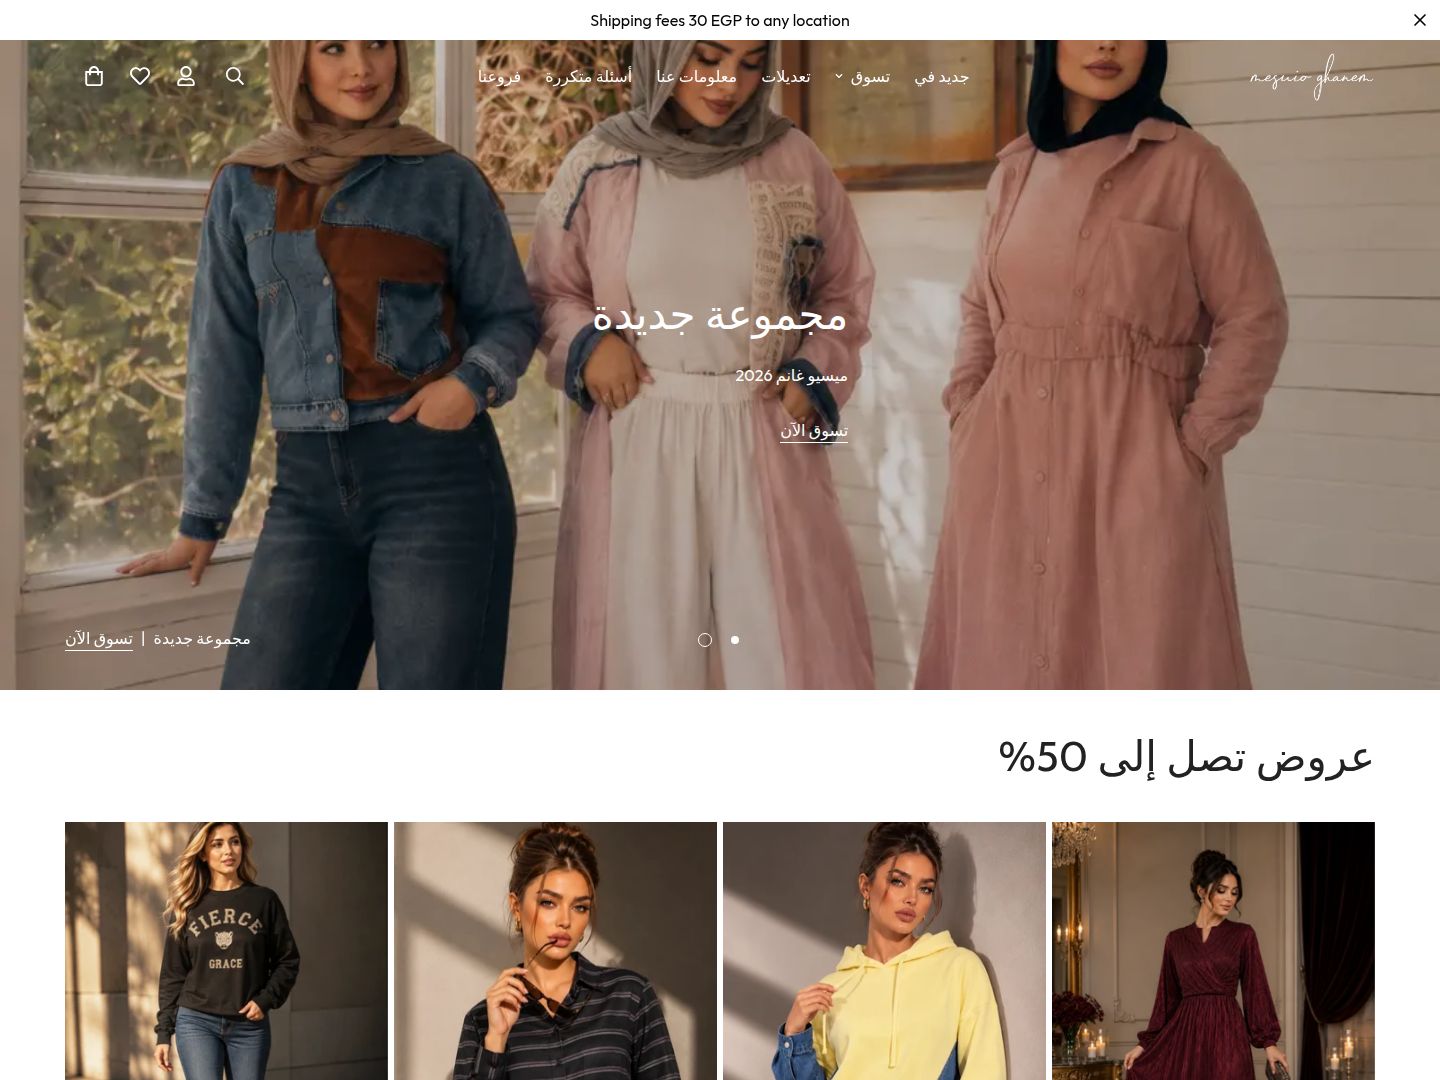 Shipping fees 30 EGP to any location
mesuio ghanem
جديد في
تسوق
تعديلات
معلومات عنا
أسئلة متكررة
فروعنا
مجموعة جديدة
ميسيو غانم 2026
تسوق الآن
مجموعة جديدة | تسوق الآن
عروض تصل إلى 50%
FIERCE
GRACE